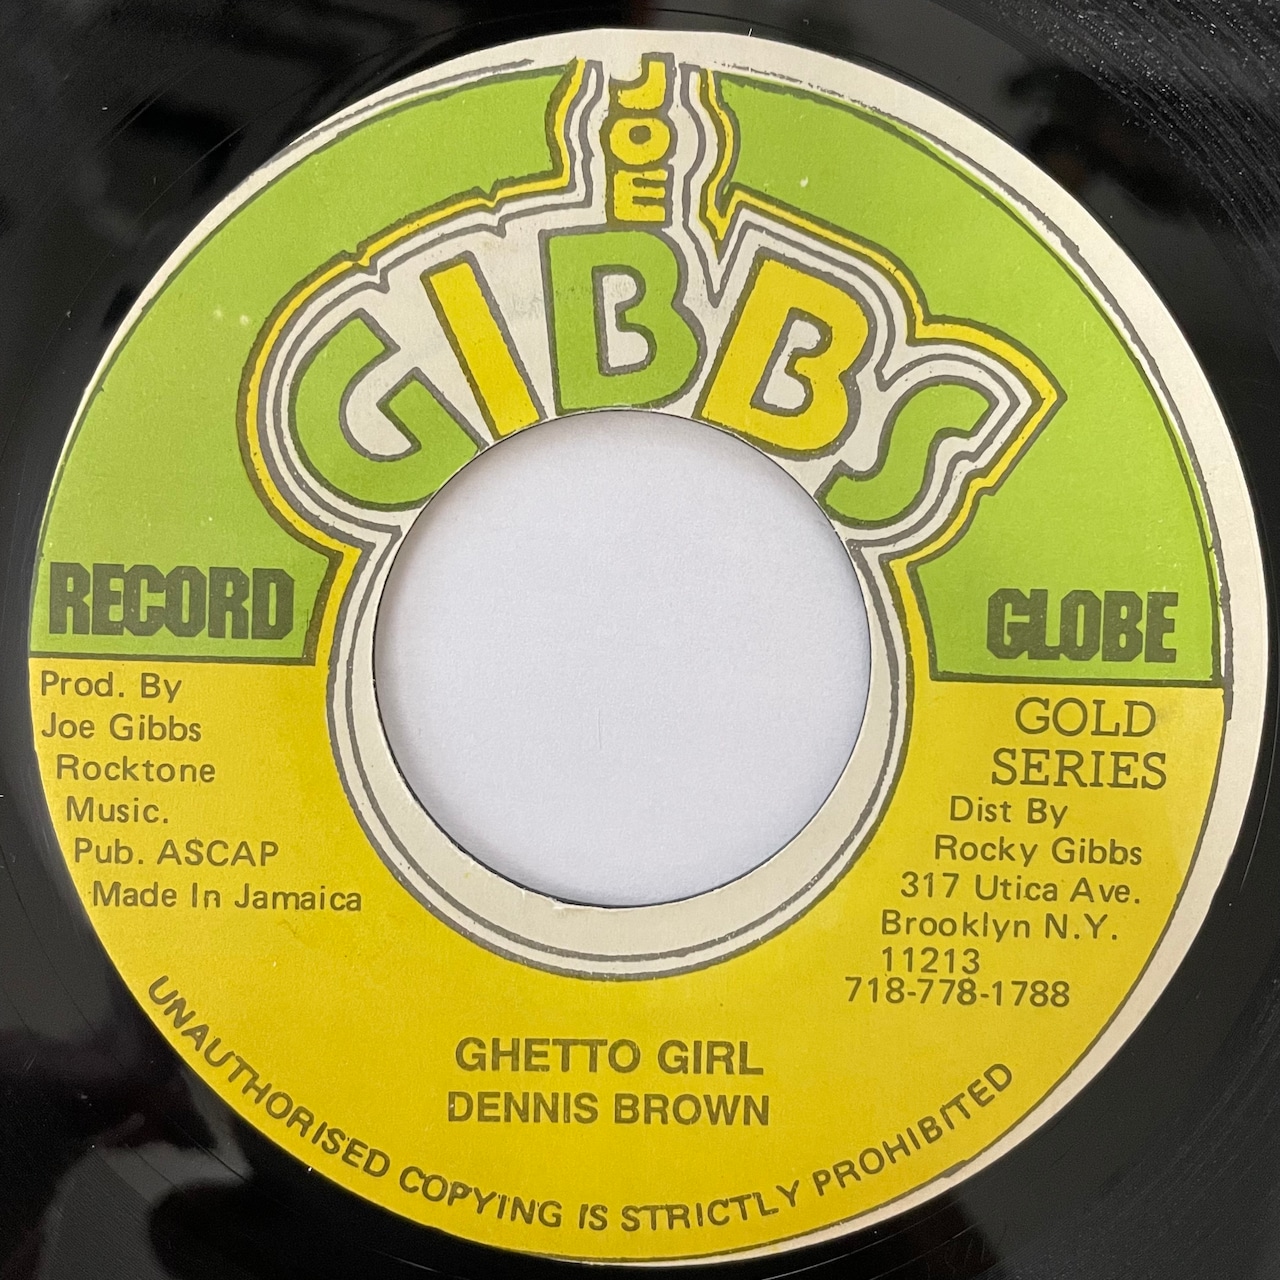 JOE
GIBBS
RECORD
GLOBE
Prod. By
Joe Gibbs
Rocktone
Music.
Pub. ASCAP
Made In Jamaica
GOLD
SERIES
Dist By
Rocky Gibbs
317 Utica Ave.
Brooklyn N.Y.
11213
718-778-1788
GHETTO GIRL
DENNIS BROWN
UNAUTHORISED COPYING IS STRICTLY PROHIBITED